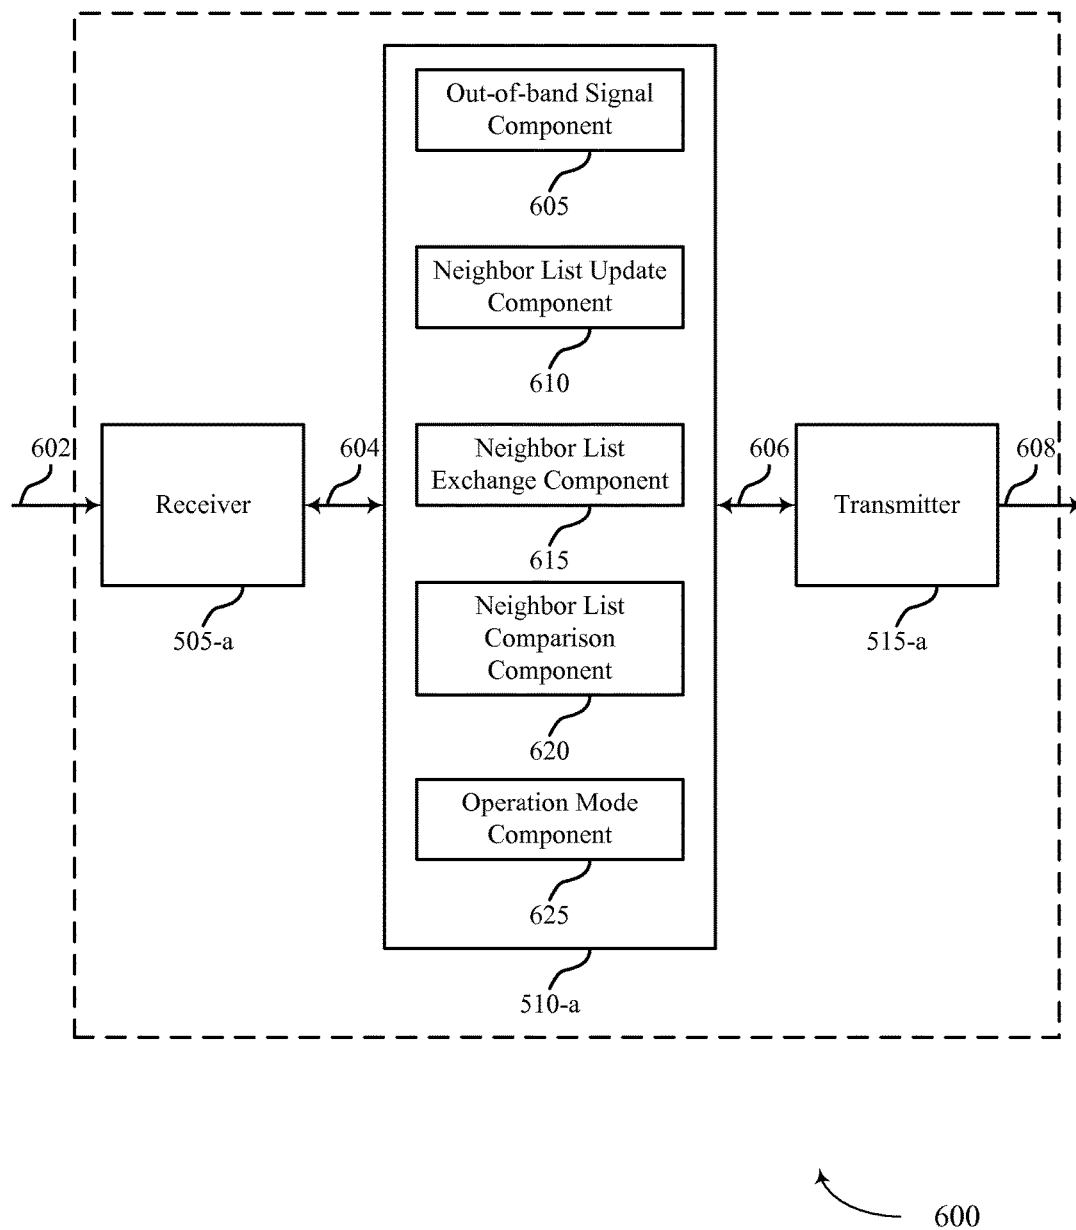 Out-of-band Signal
Component
605
Neighbor List Update
Component
610
602
Receiver
505-a
604
Neighbor List
Exchange Component
615
606
Transmitter
515-a
608
Neighbor List
Comparison
Component
620
Operation Mode
Component
625
510-a
600